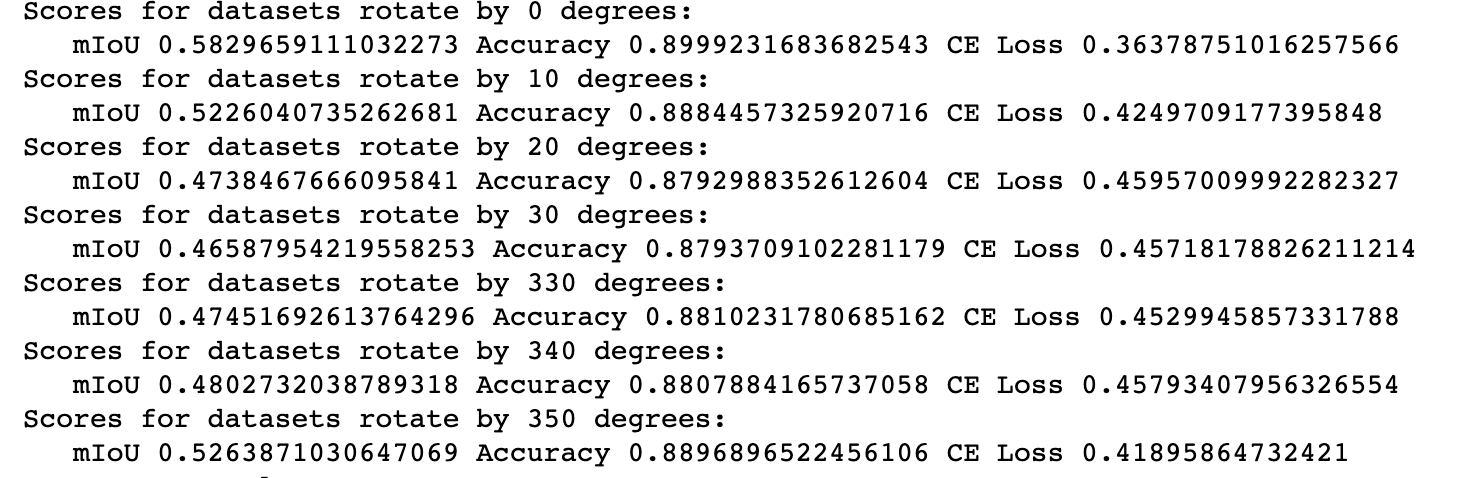 Scores for datasets rotate by 0 degrees:
mIoU 0.5829659111032273 Accuracy 0.8999231683682543 CE Loss 0.36378751016257566
Scores for datasets rotate by 10 degrees:
mIoU 0.5226040735262681 Accuracy 0.8884457325920716 CE Loss 0.4249709177395848
Scores for datasets rotate by 20 degrees:
mIoU 0.4738467666095841 Accuracy 0.8792988352612604 CE Loss 0.45957009992282327
Scores for datasets rotate by 30 degrees:
mIoU 0.46587954219558253 Accuracy 0.8793709102281179 CE Loss 0.45718178826211214
Scores for datasets rotate by 330 degrees:
mIoU 0.47451692613764296 Accuracy 0.8810231780685162 CE Loss 0.4529945857331788
Scores for datasets rotate by 340 degrees:
mIoU 0.4802732038789318 Accuracy 0.8807884165737058 CE Loss 0.45793407956326554
Scores for datasets rotate by 350 degrees:
mIoU 0.5263871030647069 Accuracy 0.8896896522456106 CE Loss 0.41895864732421